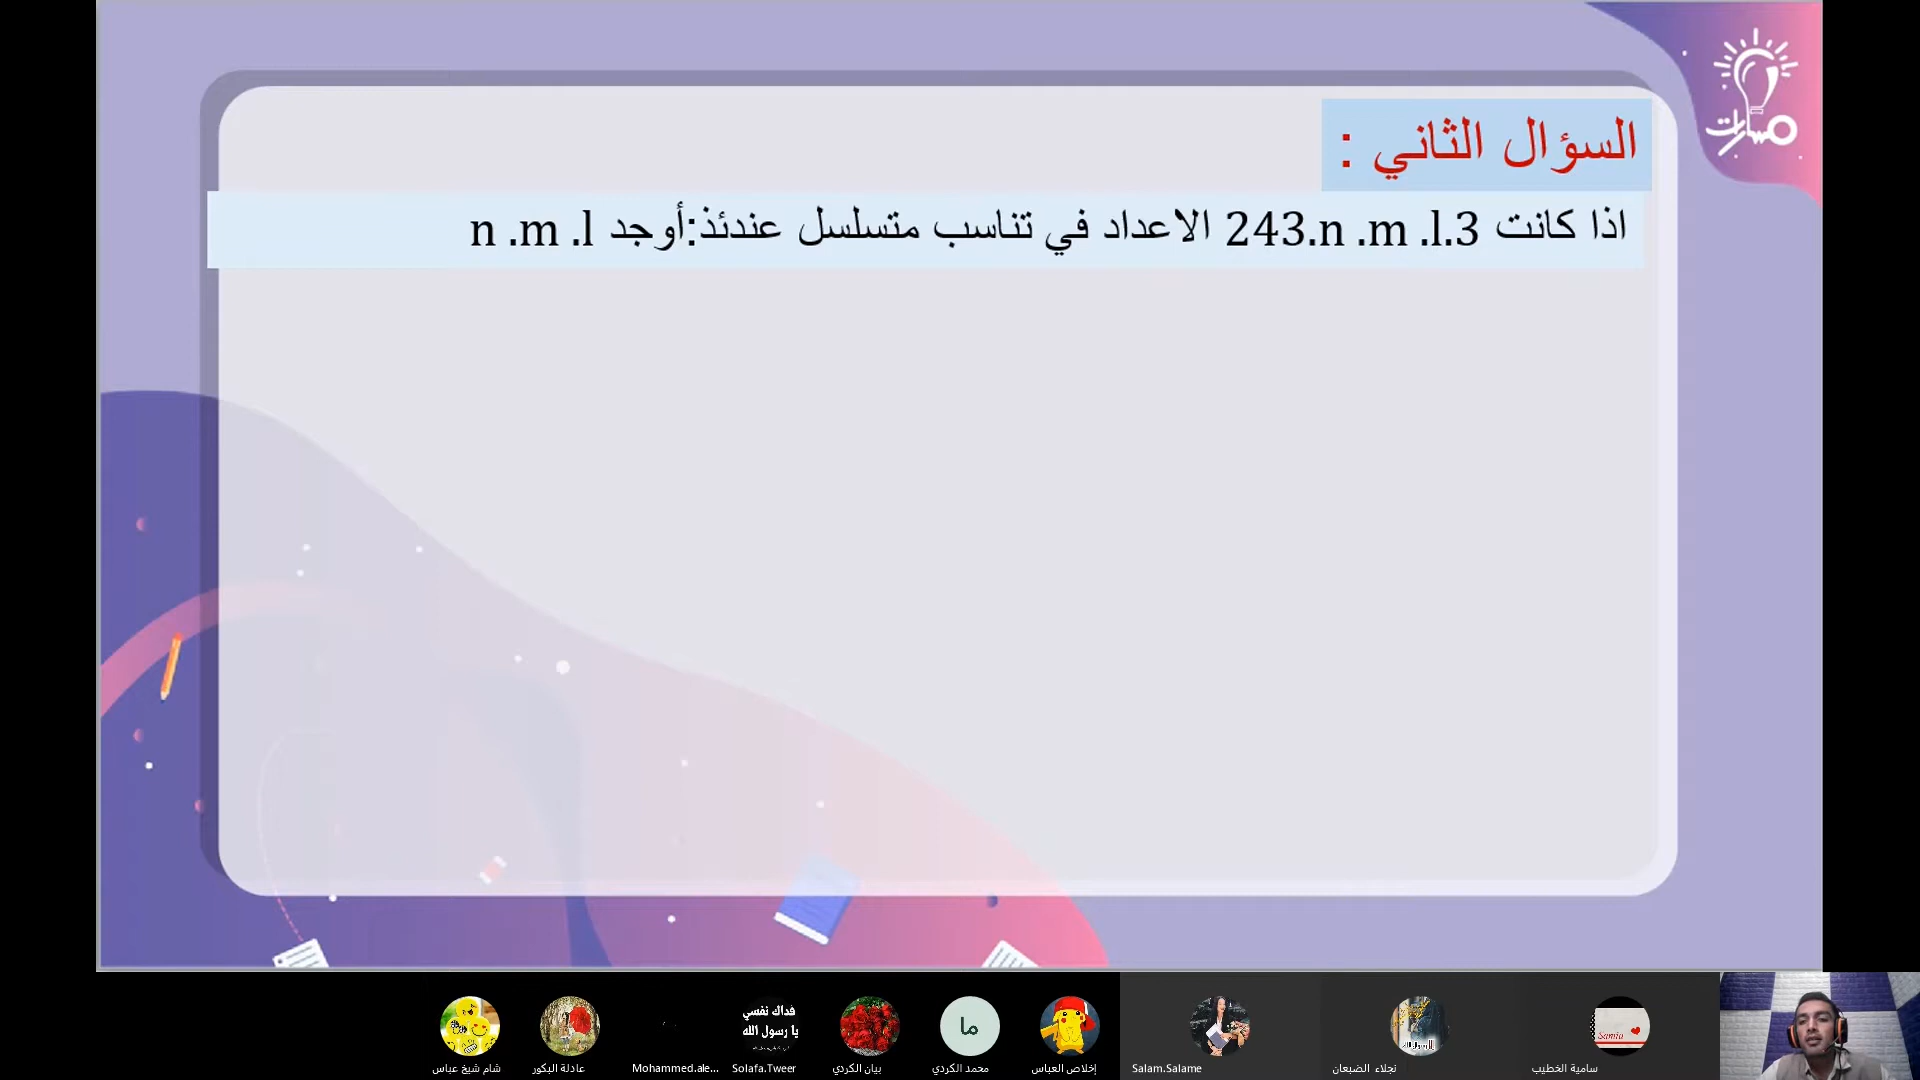 مسارات
السؤال الثاني :
اذا كانت 243.n .m .l.3 الاعداد في تناسب متسلسل عندئذ:أوجد n .m .l
فداك نفسي
يا رسول الله
ما
Samia
شام شيخ عباس
عادلة البكور
Mohammed.ale...
Solafa.Tweer
بيان الكردي
محمد الكردي
إخلاص العباس
Salam.Salame
نجلاء الضبعان
سامية الخطيب